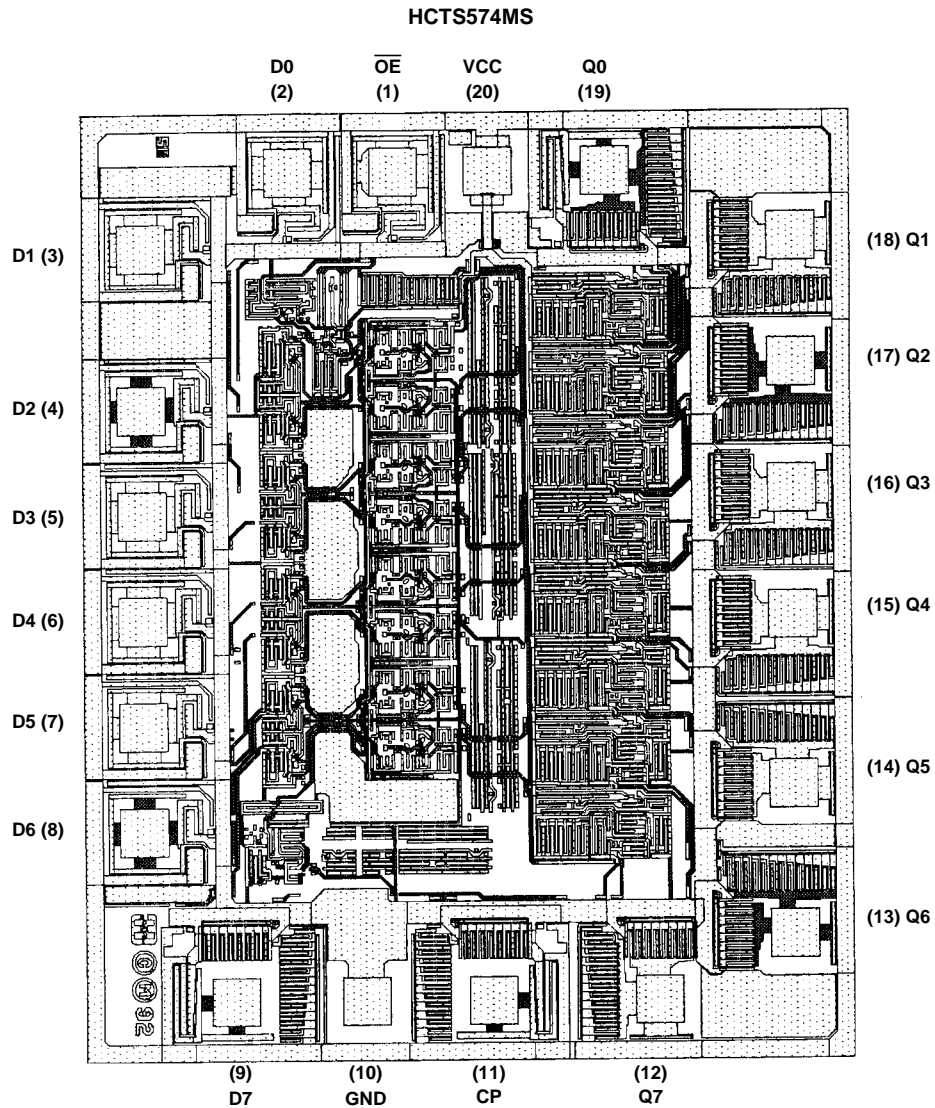 HCTS574MS
D0 OE VCC Q0
(2) (1) (20) (19)
D1 (3)
(18) Q1
(17) Q2
D2 (4)
(16) Q3
D3 (5)
(15) Q4
D4 (6)
D5 (7)
(14) Q5
D6 (8)
(13) Q6
92
(9) (10) (11) (12)
D7 GND CP Q7